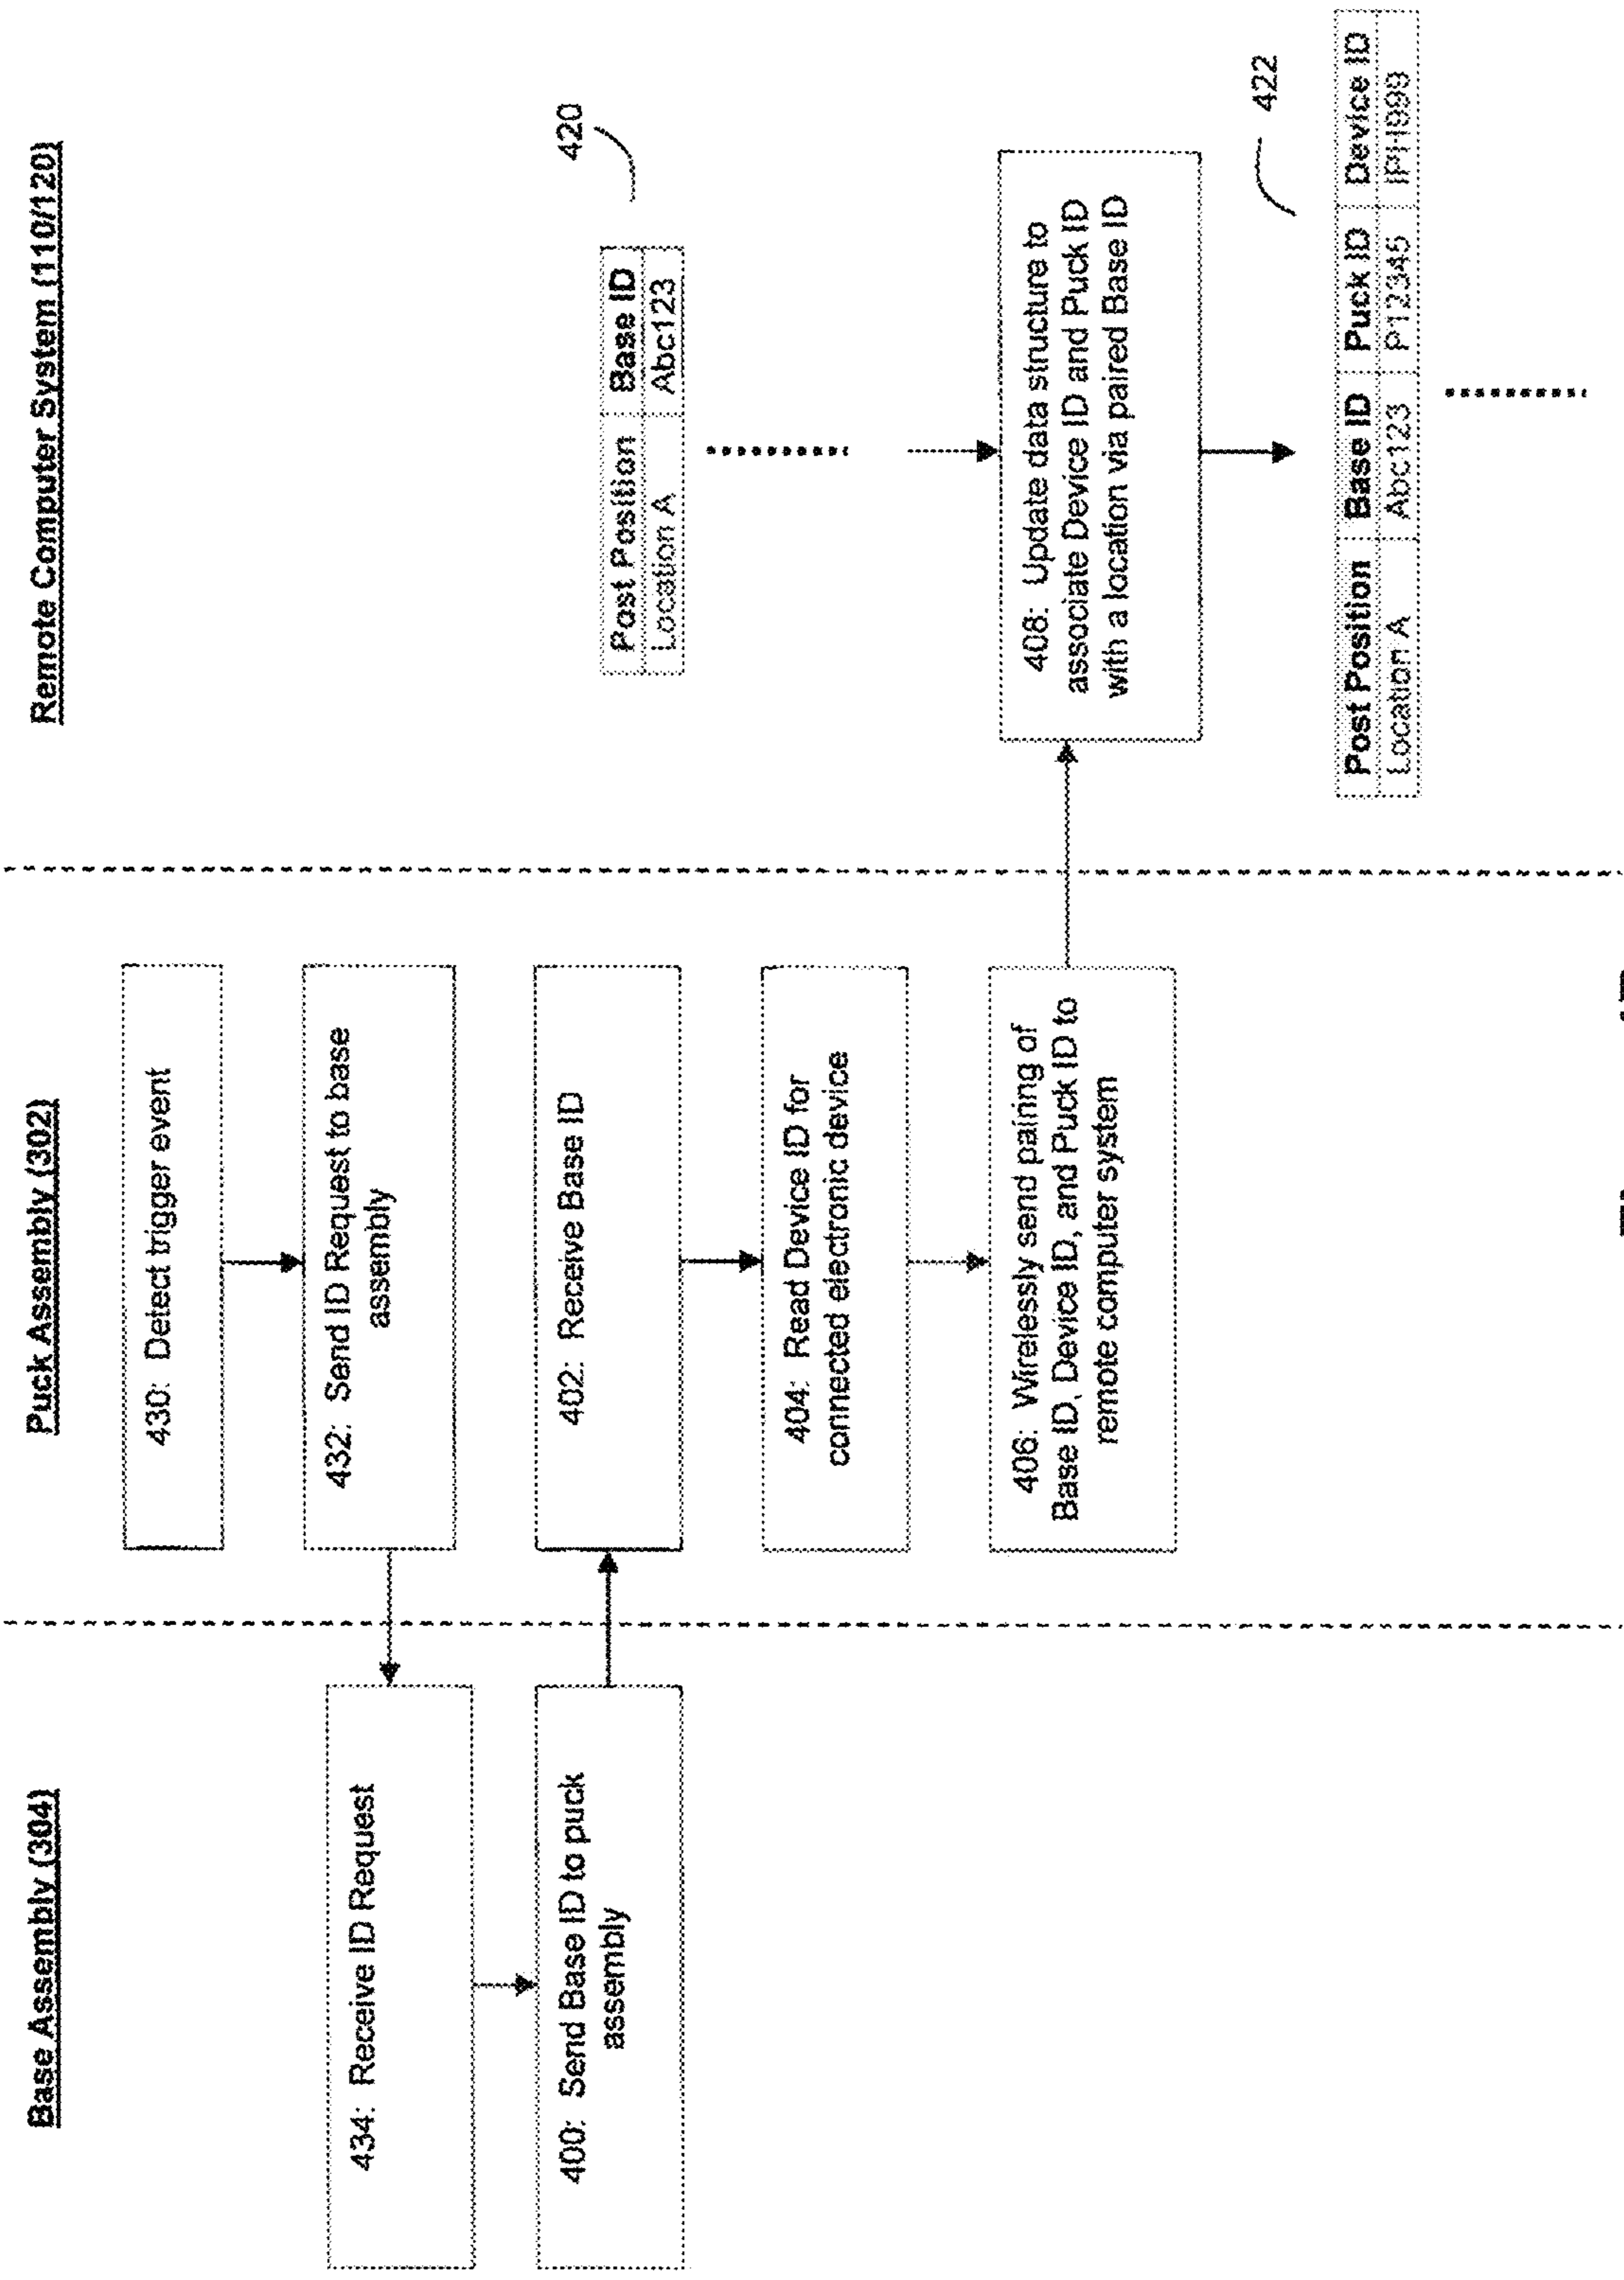 Base Assembly (304)
Puck Assembly (302)
Remote Computer System (110/120)
430: Detect trigger event
432: Send ID Request to base
assembly
434: Receive ID Request
400: Send Base ID to puck
assembly
402: Receive Base ID
404: Read Device ID for
connected electronic device
406: Wirelessly send pairing of
Base ID, Device ID, and Puck ID to
remote computer system
420
Post Position Base ID
Location A Abc123
408: Update data structure to
associate Device ID and Puck ID
with a location via paired Base ID
422
Post Position Base ID Puck ID Device ID
Location A Abc123 P12345 IPH999